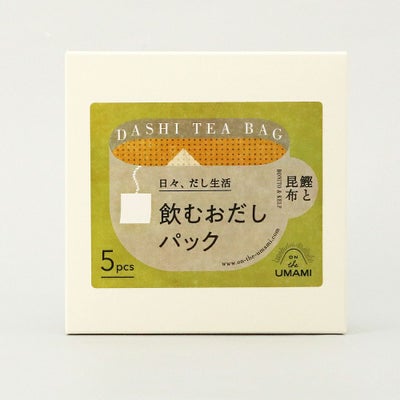 DASHI TEA BAG
日々、だし生活
飲むおだし
パック
鰹と
昆布
BONITO & KELP
www.on-the-umami.com
5pcs
ON
the
UMAMI